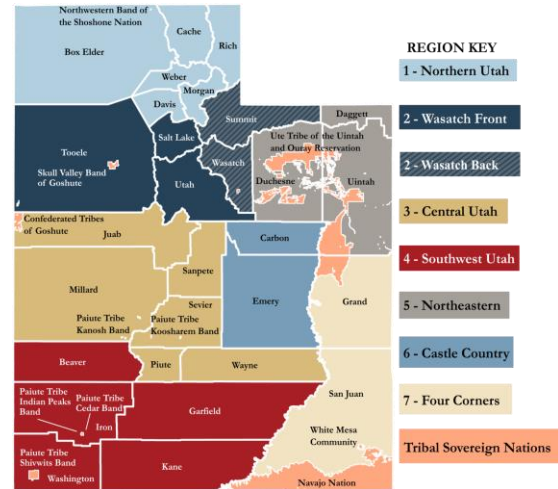 Northwestern Band of
the Shoshone Nation
Cache
Rich
Box Elder
Weber
Morgan
Davis
Summit
Daggett
Salt Lake
Ute Tribe of the Uintah
and Ouray Reservation
Tooele
Wasatch
Skull Valley Band
of Goshute
Utah
Duchesne
Uintah
Confederated Tribes
of Goshute
Juab
Carbon
Sanpete
Millard
Emery
Grand
Sevier
Paiute Tribe
Kanosh Band
Paiute Tribe
Koosharem Band
Beaver
Piute
Wayne
Paiute Tribe
Indian Peaks
Band
Paiute Tribe
Cedar Band
Iron
Garfield
San Juan
White Mesa
Community
Paiute Tribe
Shivwits Band
Washington
Kane
Navajo Nation
REGION KEY
1 - Northern Utah
2 - Wasatch Front
2 - Wasatch Back
3 - Central Utah
4 - Southwest Utah
5 - Northeastern
6 - Castle Country
7 - Four Corners
Tribal Sovereign Nations